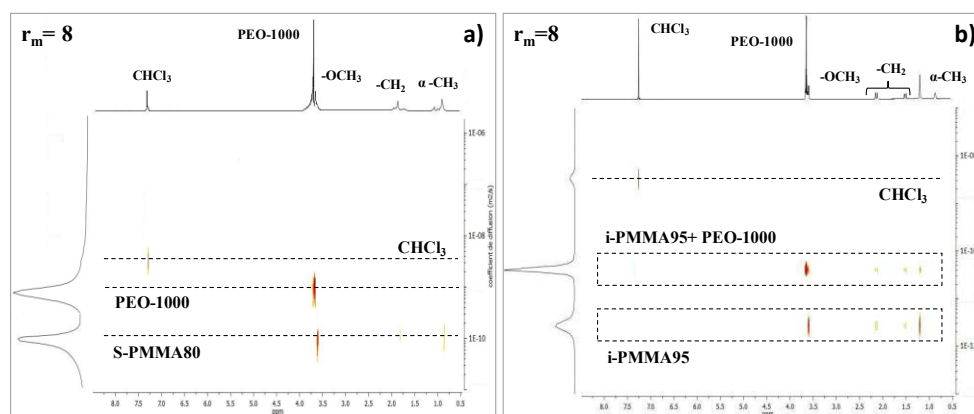 r_m= 8
a)
PEO-1000
CHCl₃
-OCH₃
-CH₂
α -CH₃
1E-06
1E-08
coeficient de diffusion (m2/s)
CHCl₃
PEO-1000
S-PMMA80
1E-10
8.0 7.5 7.0 6.5 6.0 5.5 5.0 4.5 4.0 3.5 3.0 2.5 2.0 1.5 1.0 0.5
ppm
r_m=8
b)
CHCl₃
PEO-1000
-OCH₃
-CH₂
α-CH₃
CHCl₃
i-PMMA95+ PEO-1000
i-PMMA95
8.0 7.5 7.0 6.5 6.0 5.5 5.0 4.5 4.0 3.5 3.0 2.5 2.0 1.5 1.0 0.5
ppm